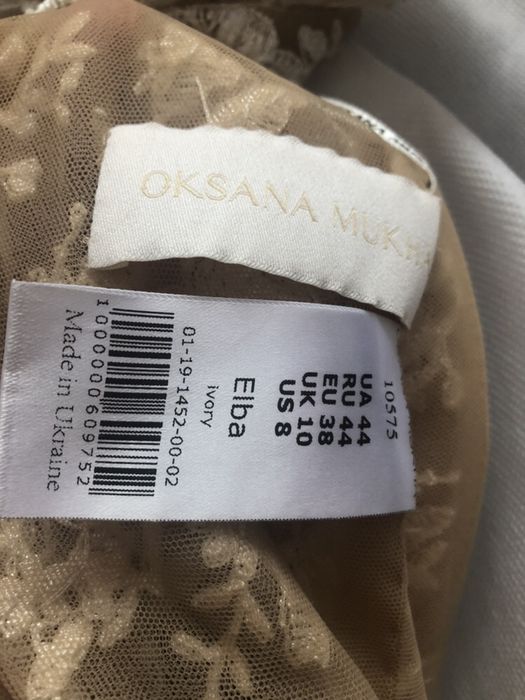 OKSANA MUKHA
10575
UA 44
RU 44
EU 38
UK 10
US 8
Elba
ivory
01-19-1452-00-02
1000000609752
Made in Ukraine